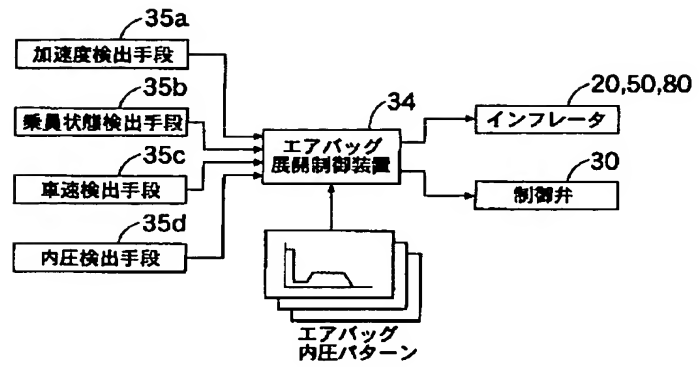 35a
加速度検出手段
35b
乗員状態検出手段
35c
車速検出手段
35d
内圧検出手段
34
エアバッグ
展開制御装置
20,50,80
インフレータ
30
制御弁
エアバッグ
内圧パターン